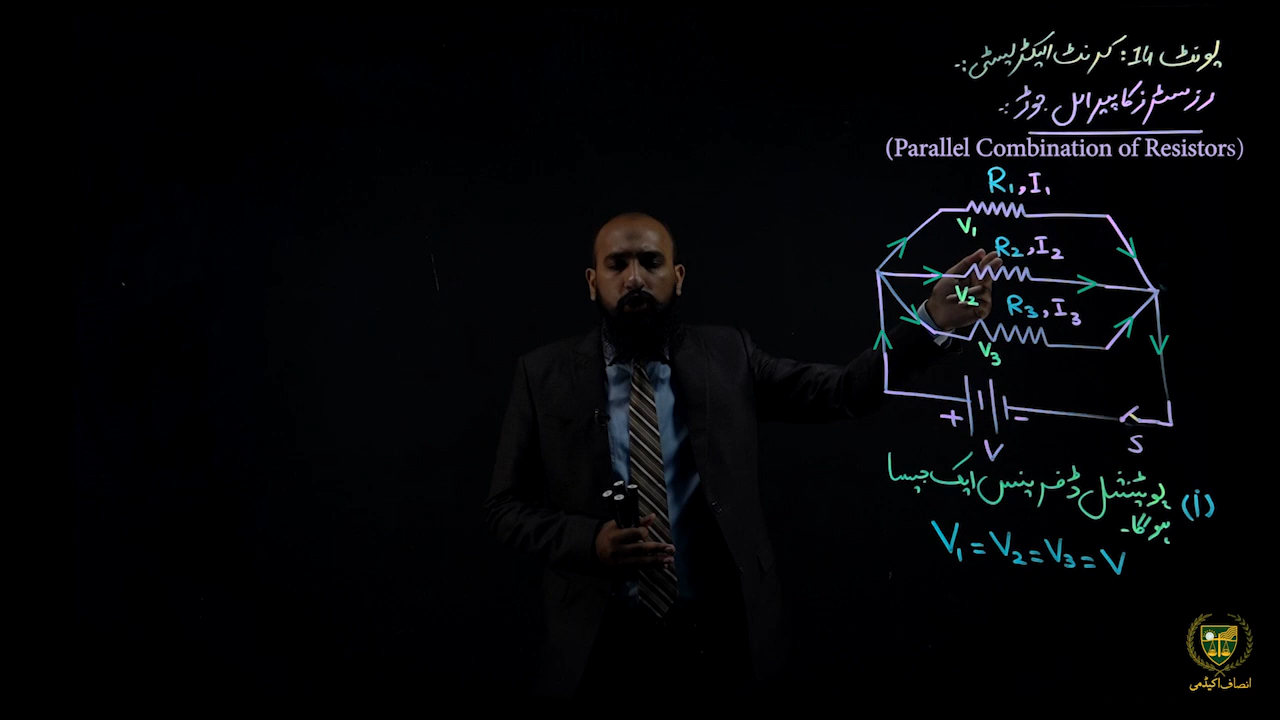 یونٹ 14: کرنٹ الیکٹریسٹی :۔
رزسٹرز کا پیرالل جوڑ :۔
(Parallel Combination of Resistors)
R1, I1
V1
R2, I2
V2
R3, I3
V3
+ −
V
S
(i) پوٹینشل ڈفرینس ایک جیسا
ہوگا۔
V1 = V2 = V3 = V
انصاف اکیڈمی